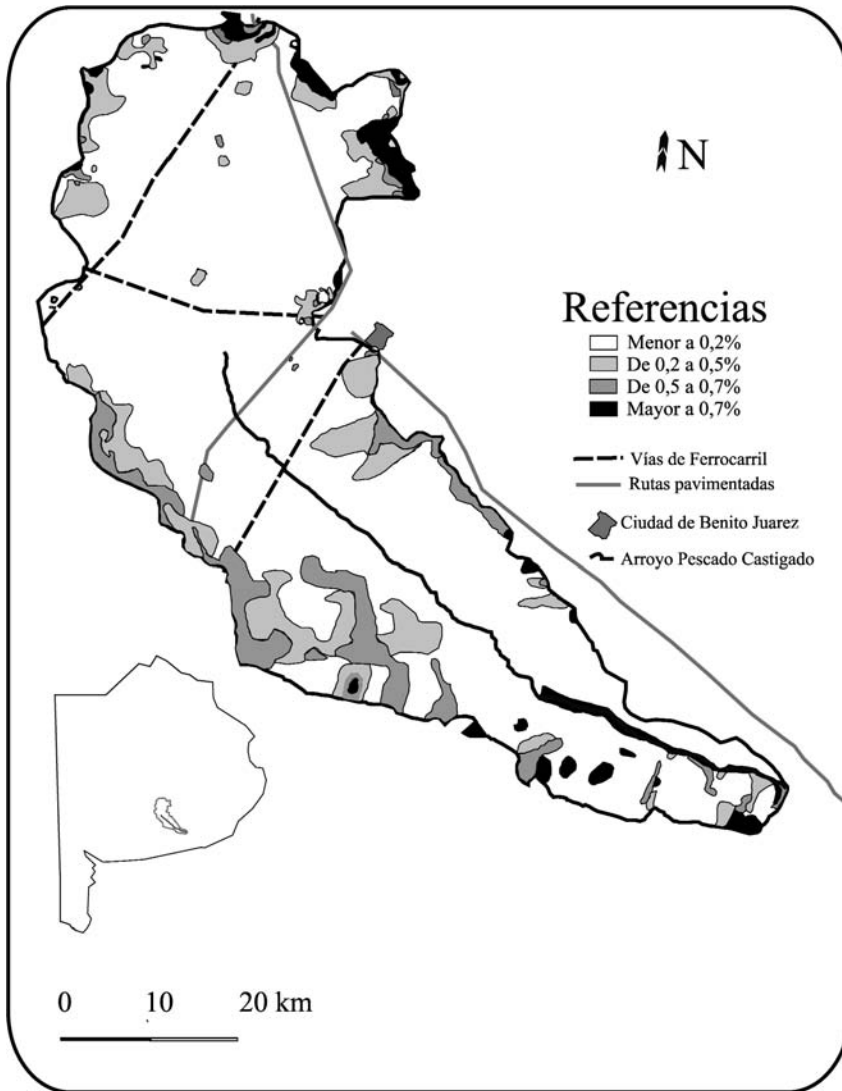 N
Referencias
Menor a 0,2%
De 0,2 a 0,5%
De 0,5 a 0,7%
Mayor a 0,7%
Vías de Ferrocarril
Rutas pavimentadas
Ciudad de Benito Juarez
Arroyo Pescado Castigado
0 10 20 km